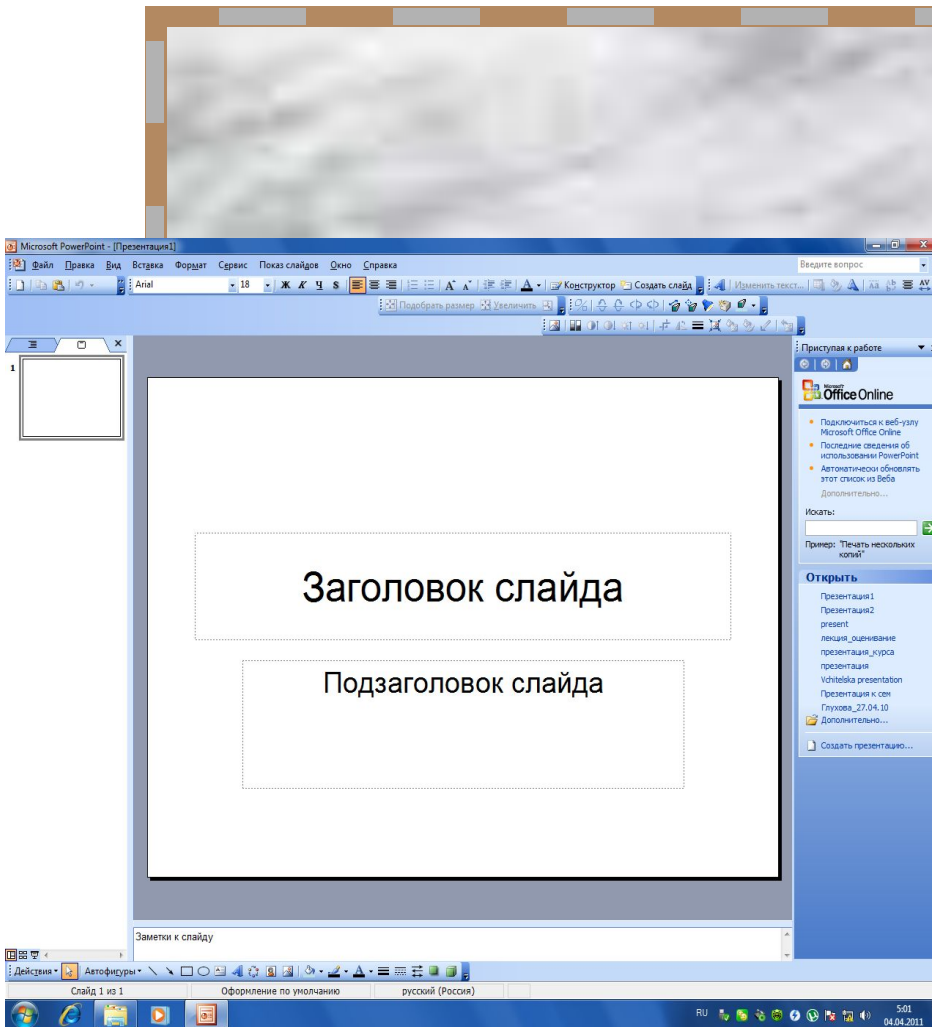 Microsoft PowerPoint - [Презентация1]
Файл Правка Вид Вставка Формат Сервис Показ слайдов Окно Справка
Введите вопрос
Arial 18 Ж К Ч S Конструктор Создать слайд Изменить текст...
Подобрать размер Увеличить
Приступая к работе
1
Microsoft
Office Online
Подключиться к веб-узлу
Microsoft Office Online
Последние сведения об
использовании PowerPoint
Автоматически обновлять
этот список из Веба
Дополнительно...
Искать:
Пример: "Печать нескольких
копий"
Заголовок слайда
Подзаголовок слайда
Открыть
Презентация1
Презентация2
present
лекция_оценивание
презентация_курса
презентация
Vchitelska presentation
Презентация к сем
Глухова_27.04.10
Дополнительно...
Создать презентацию...
Заметки к слайду
Действия Автофигуры
Слайд 1 из 1 Оформление по умолчанию русский (Россия)
RU 5:01
04.04.2011